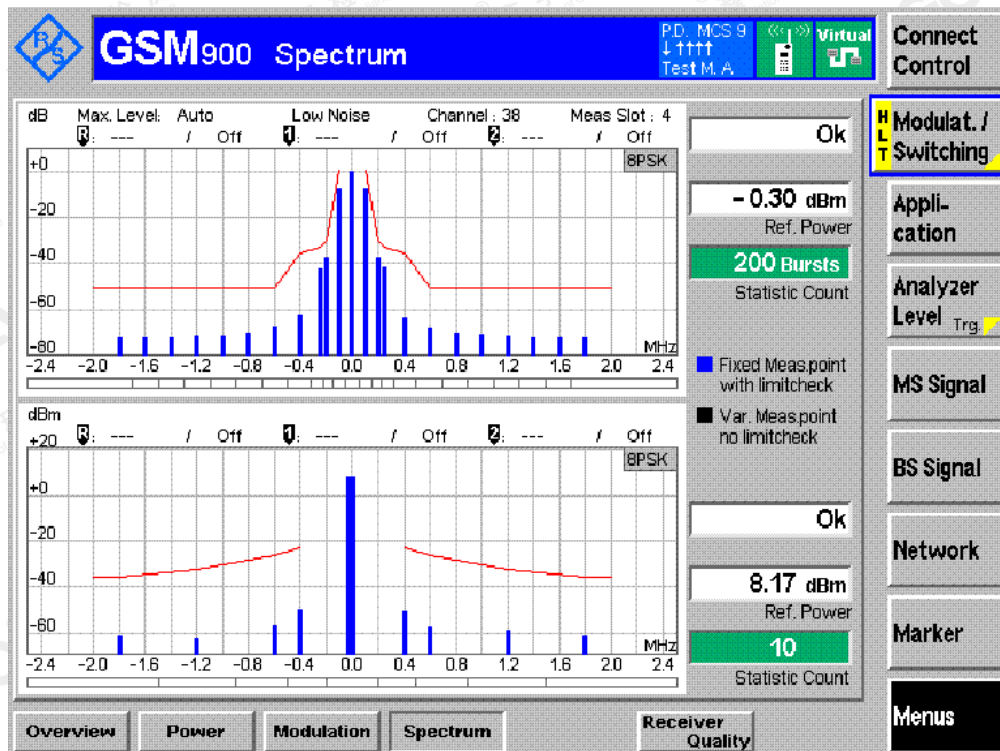 R S
GSM900 Spectrum
P.D. MCS 9
↓ ↑↑↑↑
Test M. A.
Virtual
Connect Control
dB Max. Level: Auto Low Noise Channel : 38 Meas Slot : 4
R: --- / Off 1: --- / Off 2: --- / Off
8PSK
+0
-20
-40
-60
-80
MHz
-2.4 -2.0 -1.6 -1.2 -0.8 -0.4 0.0 0.4 0.8 1.2 1.6 2.0 2.4
Ok
-0.30 dBm
Ref. Power
200 Bursts
Statistic Count
Fixed Meas.point
with limitcheck
Var. Meas.point
no limitcheck
dBm
R: --- / Off 1: --- / Off 2: --- / Off
8PSK
+20
+0
-20
-40
-60
MHz
-2.4 -2.0 -1.6 -1.2 -0.8 -0.4 0.0 0.4 0.8 1.2 1.6 2.0 2.4
Ok
8.17 dBm
Ref. Power
10
Statistic Count
HLT
Modulat. /
Switching
Appli-
cation
Analyzer
Level Trg.
MS Signal
BS Signal
Network
Marker
Menus
Overview Power Modulation Spectrum Receiver
Quality